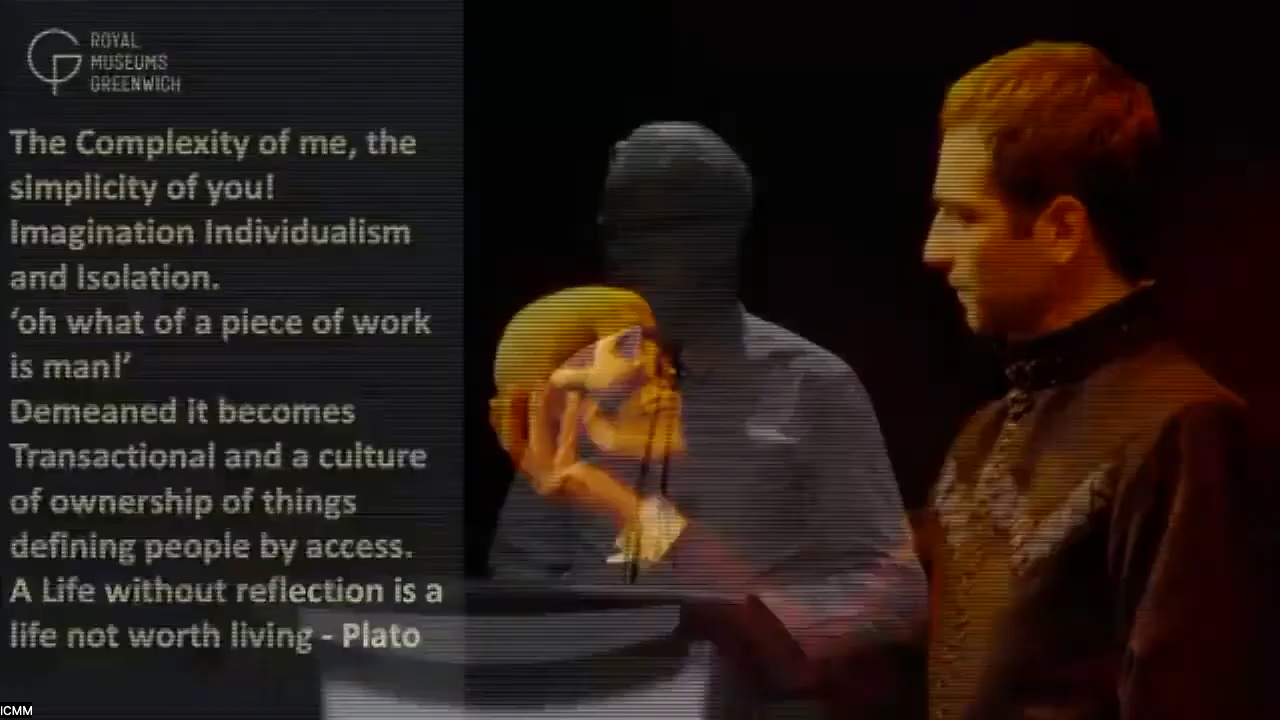 ROYAL
MUSEUMS
GREENWICH
The Complexity of me, the
simplicity of you!
Imagination Individualism
and Isolation.
‘oh what of a piece of work
is man!’
Demeaned it becomes
Transactional and a culture
of ownership of things
defining people by access.
A Life without reflection is a
life not worth living - Plato
ICMM